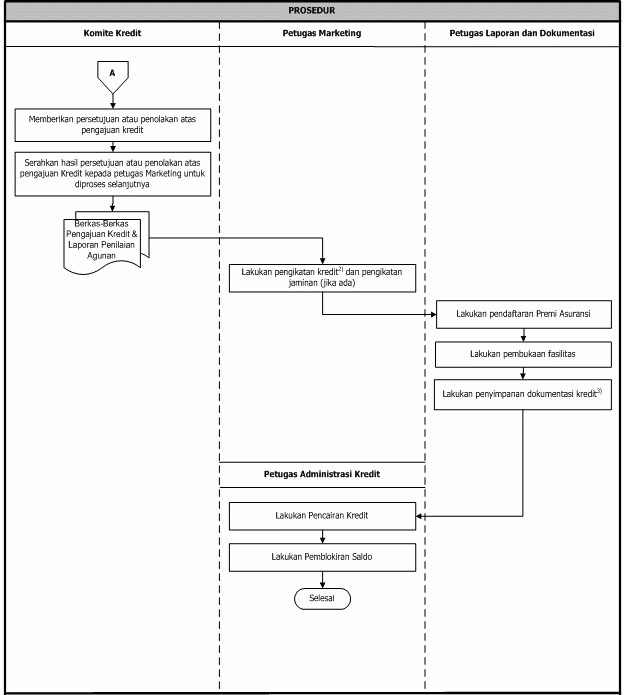 PROSEDUR
Komite Kredit
Petugas Marketing
Petugas Laporan dan Dokumentasi
A
Memberikan persetujuan atau penolakan atas
pengajuan kredit
Serahkan hasil persetujuan atau penolakan atas
pengajuan Kredit kepada petugas Marketing untuk
diproses selanjutnya
Berkas-Berkas
Pengajuan Kredit &
Laporan Penilaian
Agunan
Lakukan pengikatan kredit2) dan pengikatan
jaminan (jika ada)
Lakukan pendaftaran Premi Asuransi
Lakukan pembukaan fasilitas
Lakukan penyimpanan dokumentasi kredit3)
Petugas Administrasi Kredit
Lakukan Pencairan Kredit
Lakukan Pemblokiran Saldo
Selesai